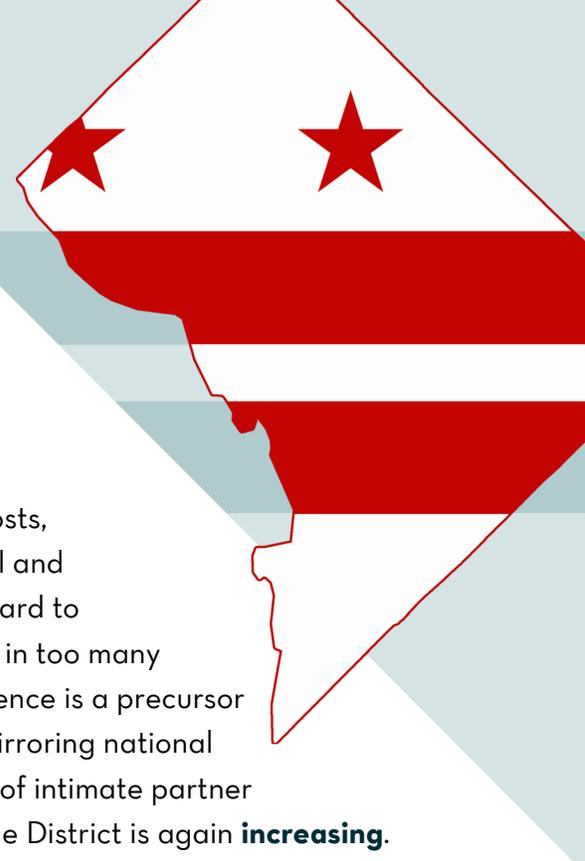 osts,
l and
ard to
in too many
ence is a precursor
irroring national
of intimate partner
e District is again increasing.